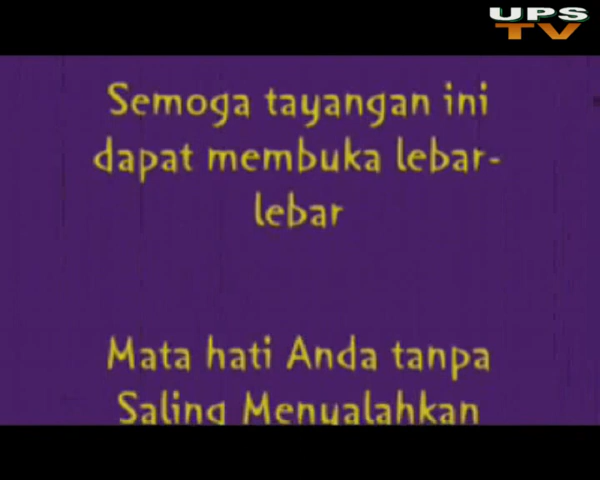 UPS
TV
Semoga tayangan ini
dapat membuka lebar-
lebar
Mata hati Anda tanpa
Saling Menyalahkan